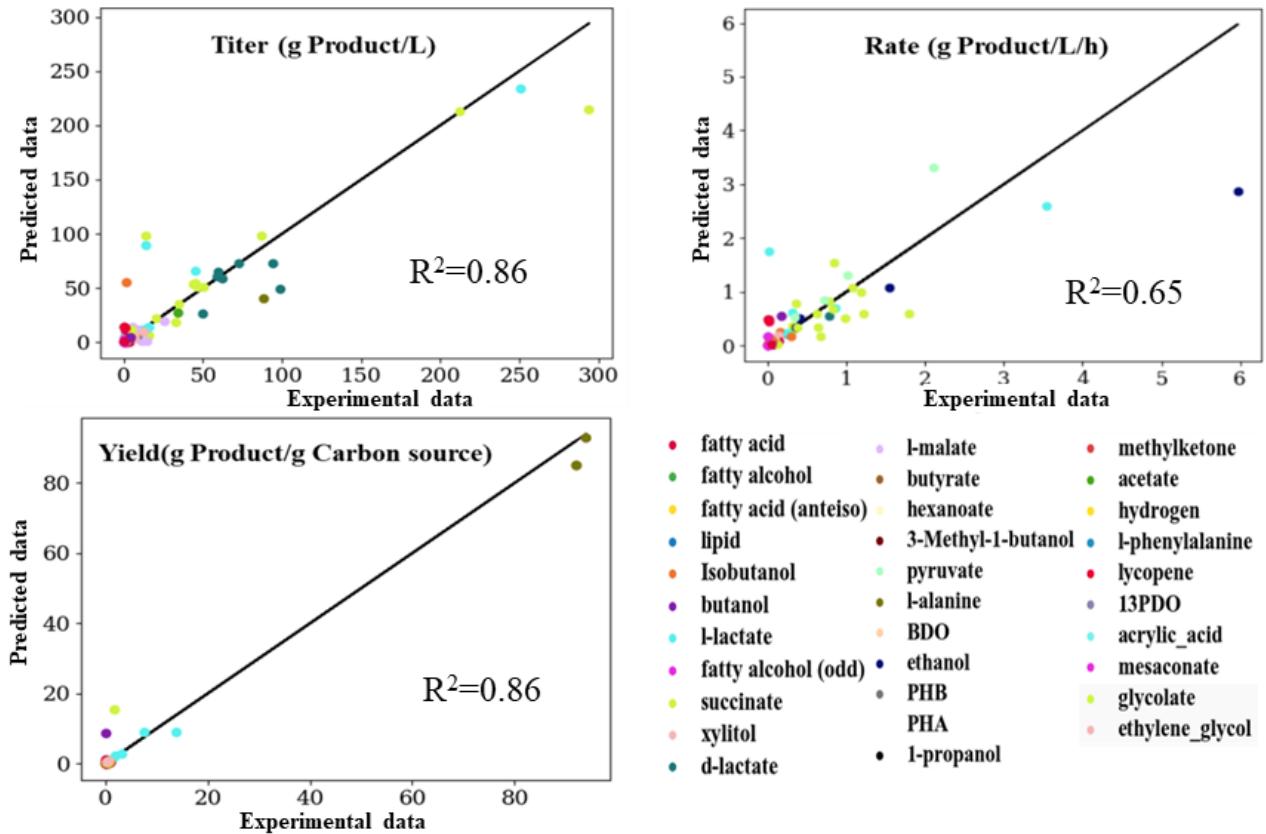 Titer (g Product/L)
300
250
200
150
100
50
0
Predicted data
R²=0.86
0 50 100 150 200 250 300
Experimental data
Rate (g Product/L/h)
6
5
4
3
2
1
0
Predicted data
R²=0.65
0 1 2 3 4 5 6
Experimental data
Yield(g Product/g Carbon source)
80
60
40
20
0
Predicted data
R²=0.86
0 20 40 60 80
Experimental data
fatty acid
fatty alcohol
fatty acid (anteiso)
lipid
Isobutanol
butanol
l-lactate
fatty alcohol (odd)
succinate
xylitol
d-lactate
l-malate
butyrate
hexanoate
3-Methyl-1-butanol
pyruvate
l-alanine
BDO
ethanol
PHB
PHA
1-propanol
methylketone
acetate
hydrogen
l-phenylalanine
lycopene
13PDO
acrylic_acid
mesaconate
glycolate
ethylene_glycol